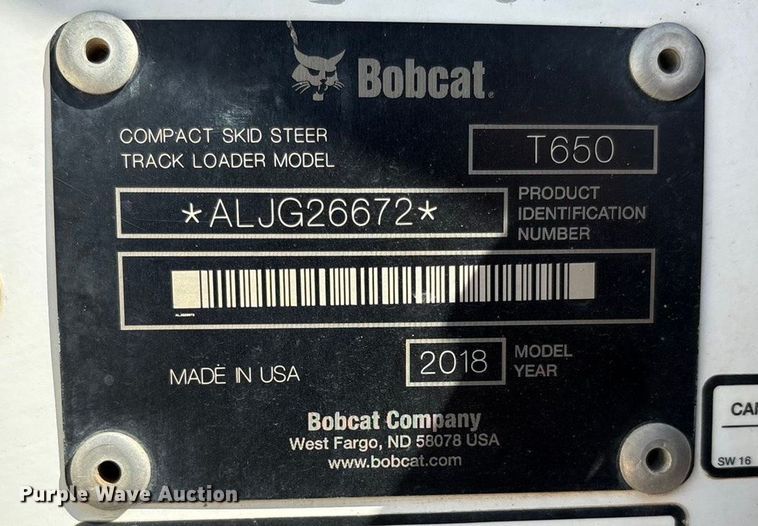 Bobcat®
COMPACT SKID STEER
TRACK LOADER MODEL
T650
*ALJG26672*
PRODUCT
IDENTIFICATION
NUMBER
MADE IN USA
2018
MODEL
YEAR
Bobcat Company
West Fargo, ND 58078 USA
www.bobcat.com
SW 16
Purple Wave Auction